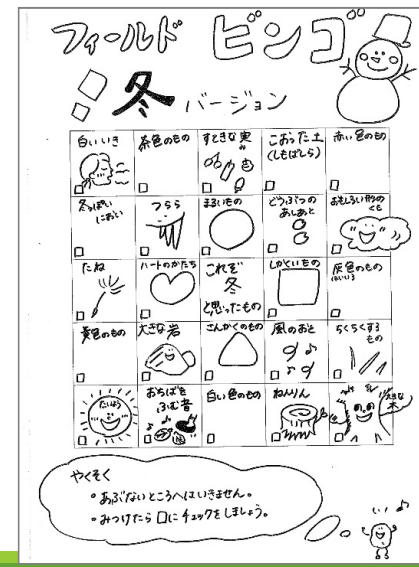 フィールド ビンゴ
冬 バージョン
白いいき
茶色のもの
すてきな実
み
こおった土
(しもばしら)
赤い色のもの
冬っぽい
におい
つらら
まるいもの
どうぶつの
あしあと
おもしろい形の
くも
たね
ハートのかたち
これぞ
冬
と思ったもの
しかくいもの
灰色のもの
はいいろ
黄色のもの
大きな岩
さんかくのもの
風のおと
ちくちくする
もの
たいよう
おちばを
ふむ音
白い色のもの
ねんりん
大きな
木
やくそく
・あぶないところへはいきません。
・みつけたら□にチェックをしましょう。